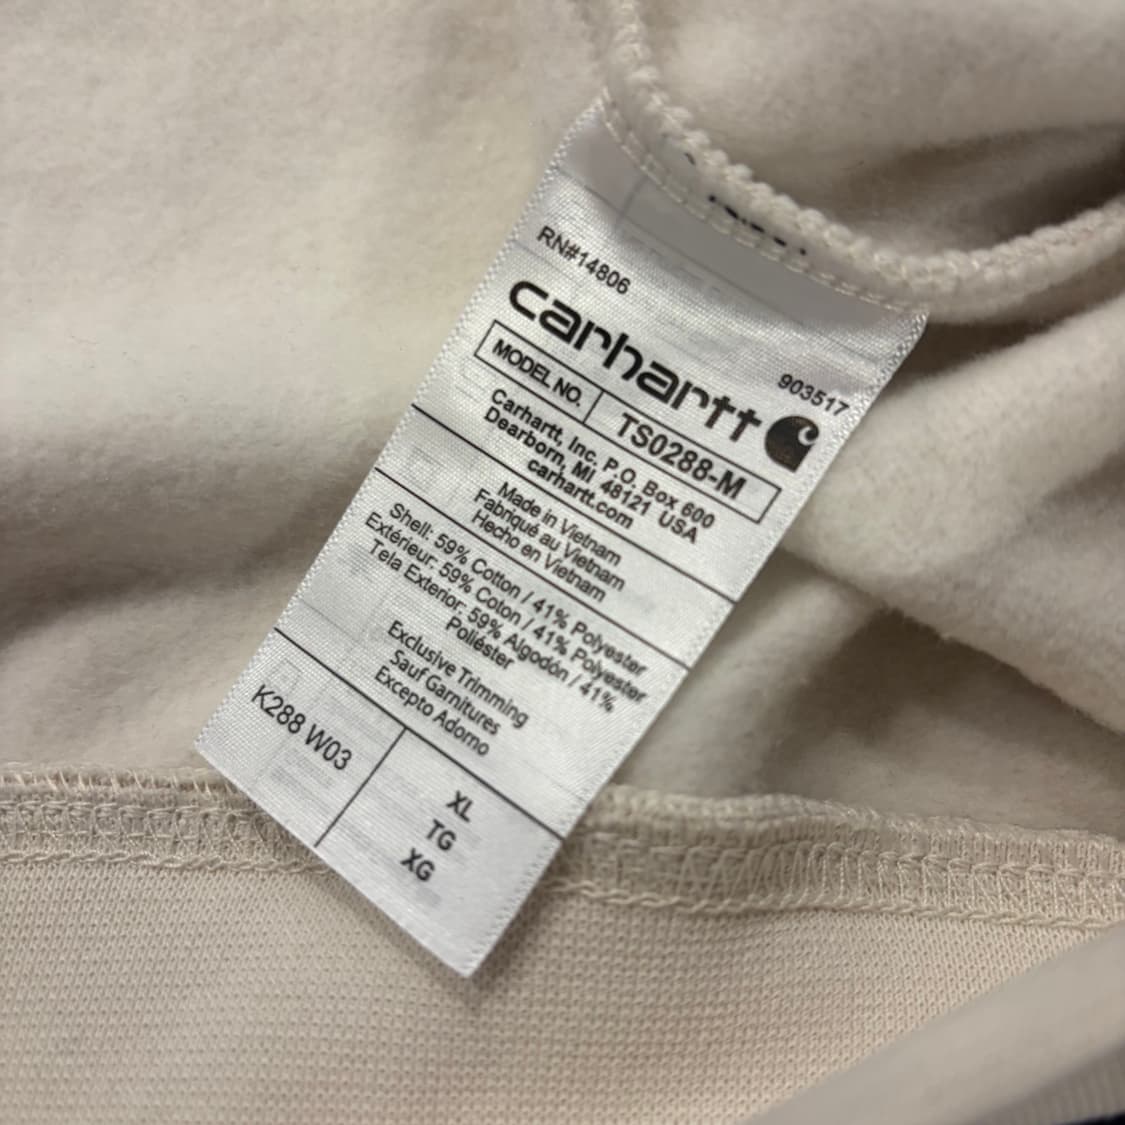 RN#14806
903517
carhartt
MODEL NO. TS0288-M
Carhartt, Inc. P.O. Box 600
Dearborn, MI 48121 USA
carhartt.com
Made in Vietnam
Fabriqué au Vietnam
Hecho en Vietnam
Shell: 59% Cotton / 41% Polyester
Extérieur: 59% Coton / 41% Polyester
Tela Exterior: 59% Algodón / 41%
Poliéster
Exclusive Trimming
Sauf Garnitures
Excepto Adorno
K288 W03
XL
TG
XG